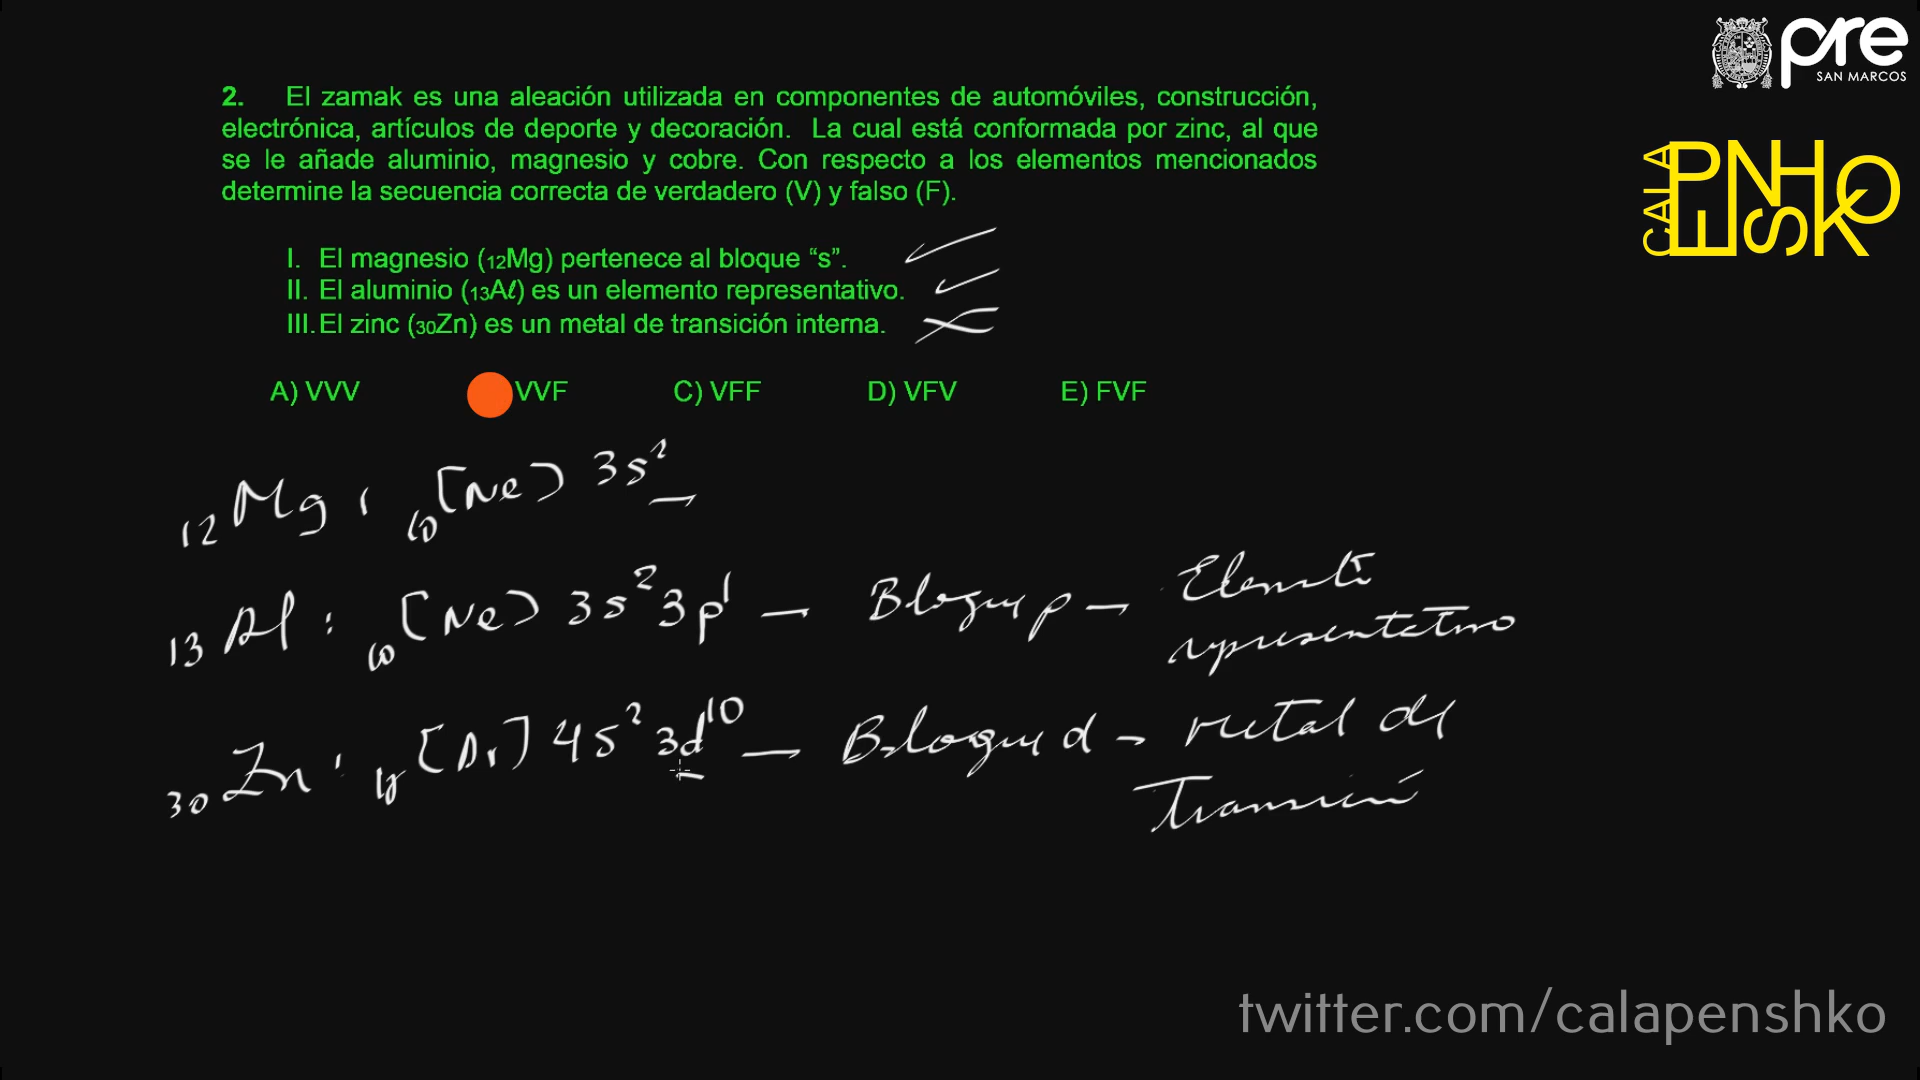 pre
SAN MARCOS
CALA
PENSHKO
2. El zamak es una aleación utilizada en componentes de automóviles, construcción,
electrónica, artículos de deporte y decoración. La cual está conformada por zinc, al que
se le añade aluminio, magnesio y cobre. Con respecto a los elementos mencionados
determine la secuencia correcta de verdadero (V) y falso (F).
I. El magnesio (₁₂Mg) pertenece al bloque “s”.
II. El aluminio (₁₃Aℓ) es un elemento representativo.
III. El zinc (₃₀Zn) es un metal de transición interna.
A) VVV VVF C) VFF D) VFV E) FVF
₁₂Mg : ₁₀[Ne] 3s²
₁₃Al : ₁₀[Ne] 3s² 3p¹ — Bloque p — Elemento
representativo
₃₀Zn : ₁₈[Ar] 4s² 3d¹⁰ — Bloque d — metal de
Transición
twitter.com/calapenshko